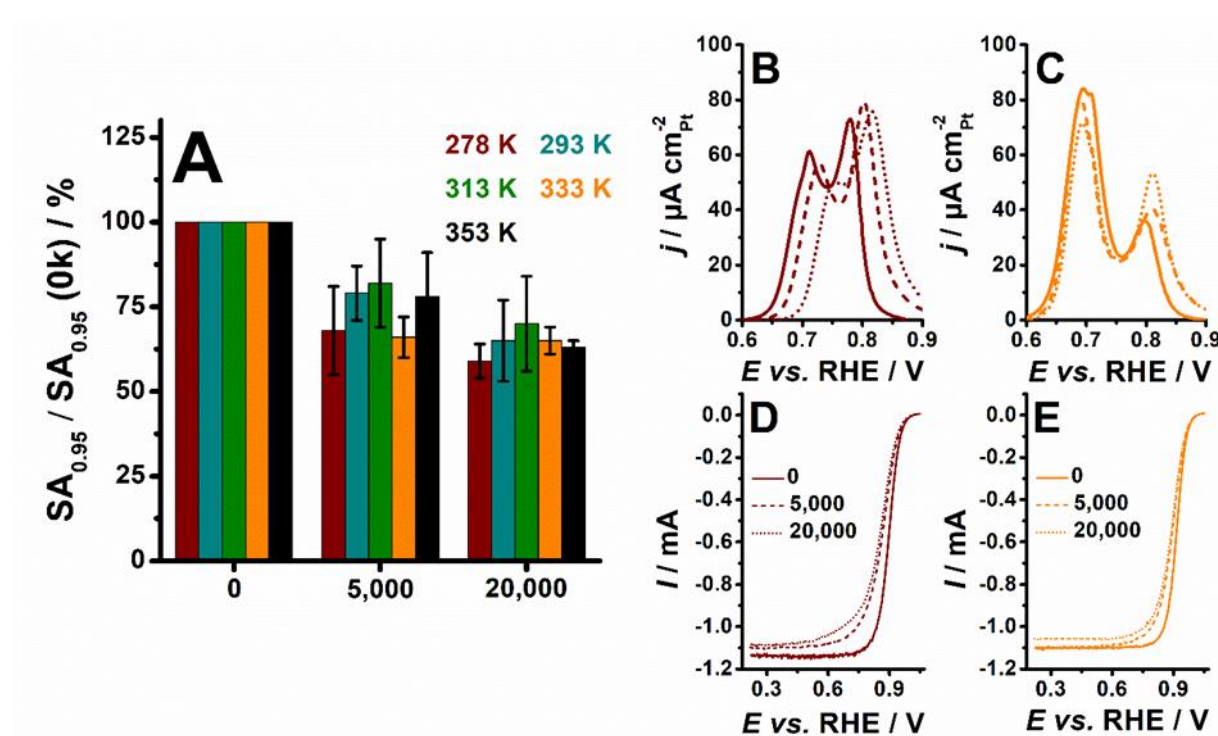 A
278 K 293 K
313 K 333 K
353 K
SA0.95 / SA0.95 (0k) / %
125
100
75
50
25
0
0 5,000 20,000
B
j / µA cm-2Pt
100
80
60
40
20
0
0.6 0.7 0.8 0.9
E vs. RHE / V
C
j / µA cm-2Pt
100
80
60
40
20
0
0.6 0.7 0.8 0.9
E vs. RHE / V
D
I / mA
0.0
-0.2
-0.4
-0.6
-0.8
-1.0
-1.2
0
5,000
20,000
0.3 0.6 0.9
E vs. RHE / V
E
I / mA
0.0
-0.2
-0.4
-0.6
-0.8
-1.0
-1.2
0
5,000
20,000
0.3 0.6 0.9
E vs. RHE / V